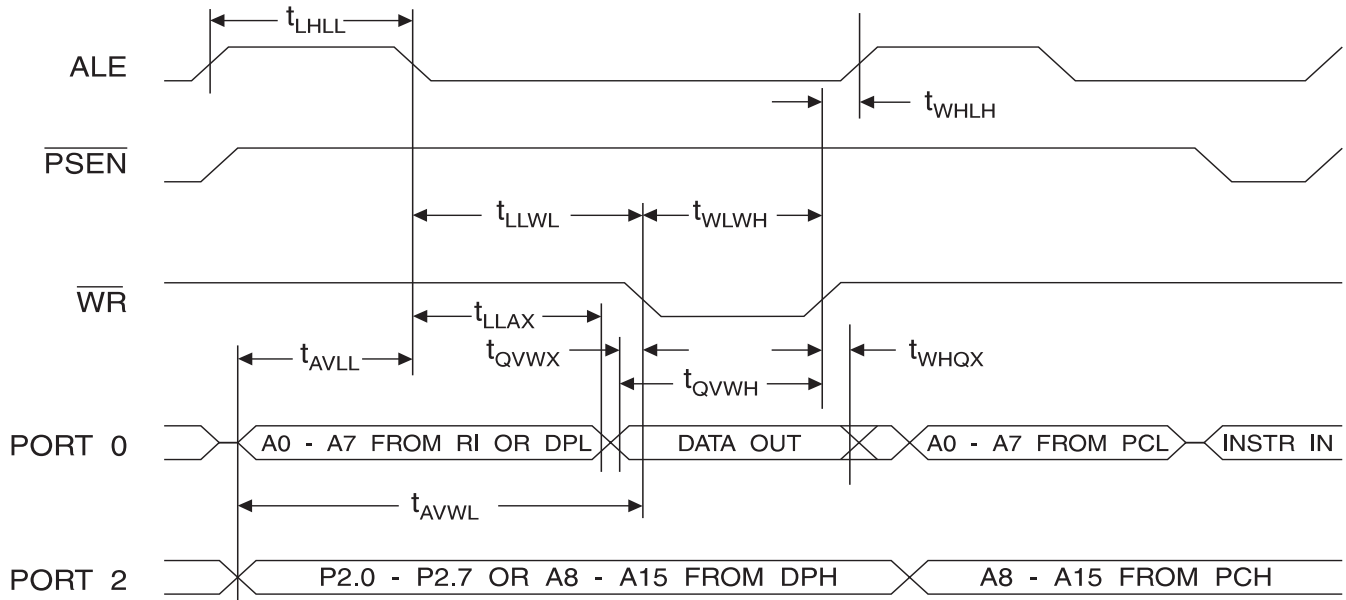 tLHLL
ALE
tWHLH
PSEN
tLLWL
tWLWH
WR
tLLAX
tAVLL
tQVWX
tWHQX
tQVWH
PORT 0
A0 - A7 FROM RI OR DPL
DATA OUT
A0 - A7 FROM PCL
INSTR IN
tAVWL
PORT 2
P2.0 - P2.7 OR A8 - A15 FROM DPH
A8 - A15 FROM PCH